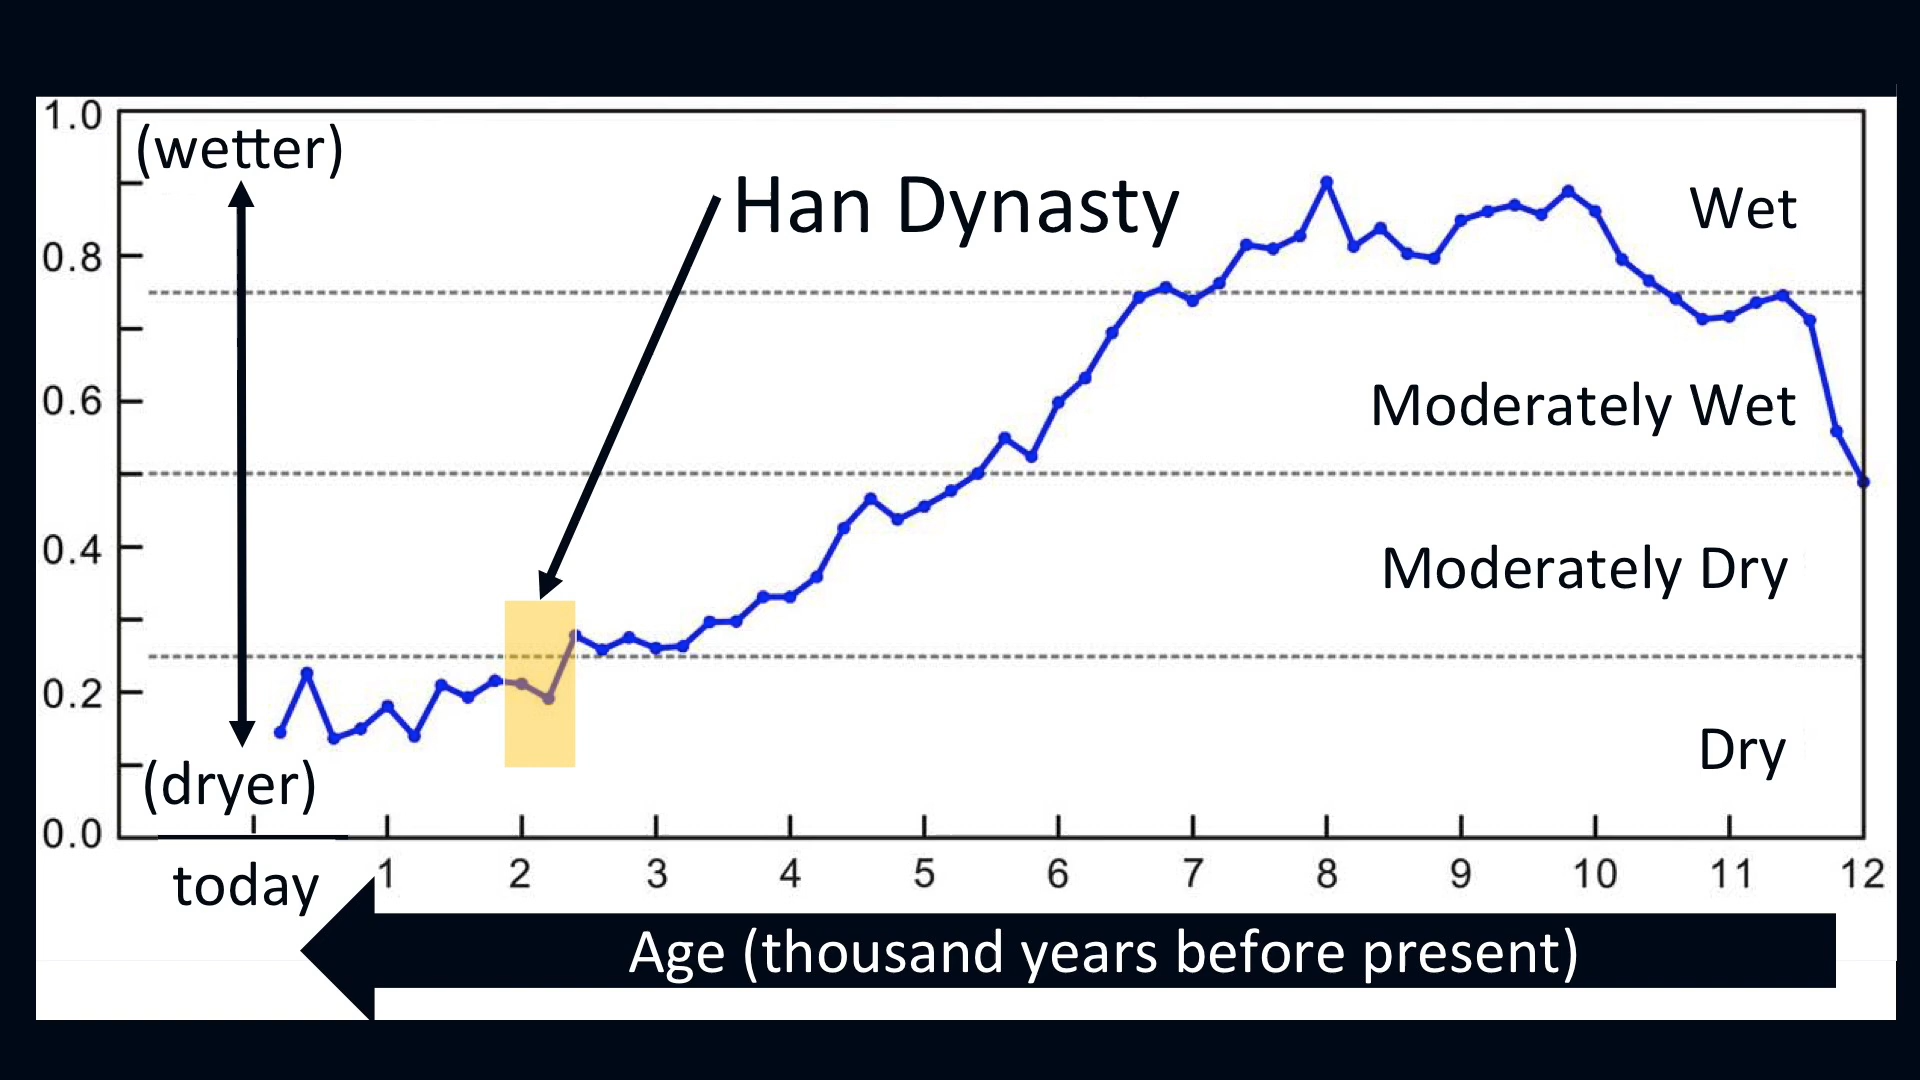 1.0
(wetter)
Han Dynasty
Wet
0.8
0.6
Moderately Wet
0.4
Moderately Dry
0.2
Dry
(dryer)
0.0
today 1 2 3 4 5 6 7 8 9 10 11 12
Age (thousand years before present)